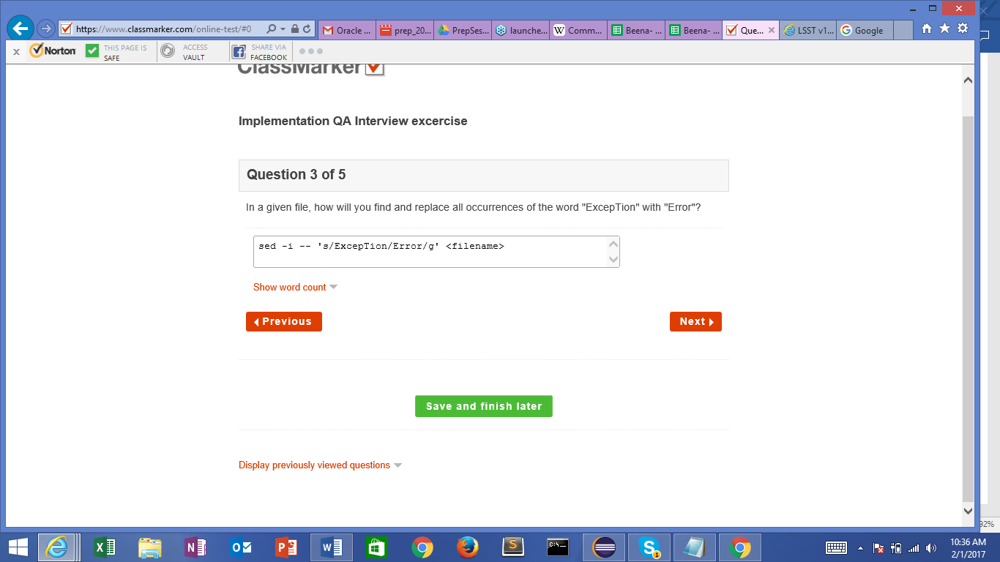 https://www.classmarker.com/online-test/#0
Oracle ...
prep_20...
PrepSes...
launche...
Comm...
Beena- ...
Beena- ...
Que...
LSST v1...
Google
Norton
THIS PAGE IS
SAFE
ACCESS
VAULT
SHARE VIA
FACEBOOK
ClassMarker
Implementation QA Interview excercise
Question 3 of 5
In a given file, how will you find and replace all occurrences of the word "ExcepTion" with "Error"?
sed -i -- 's/ExcepTion/Error/g' <filename>
Show word count
Previous
Next
Save and finish later
Display previously viewed questions
92%
10:36 AM
2/1/2017